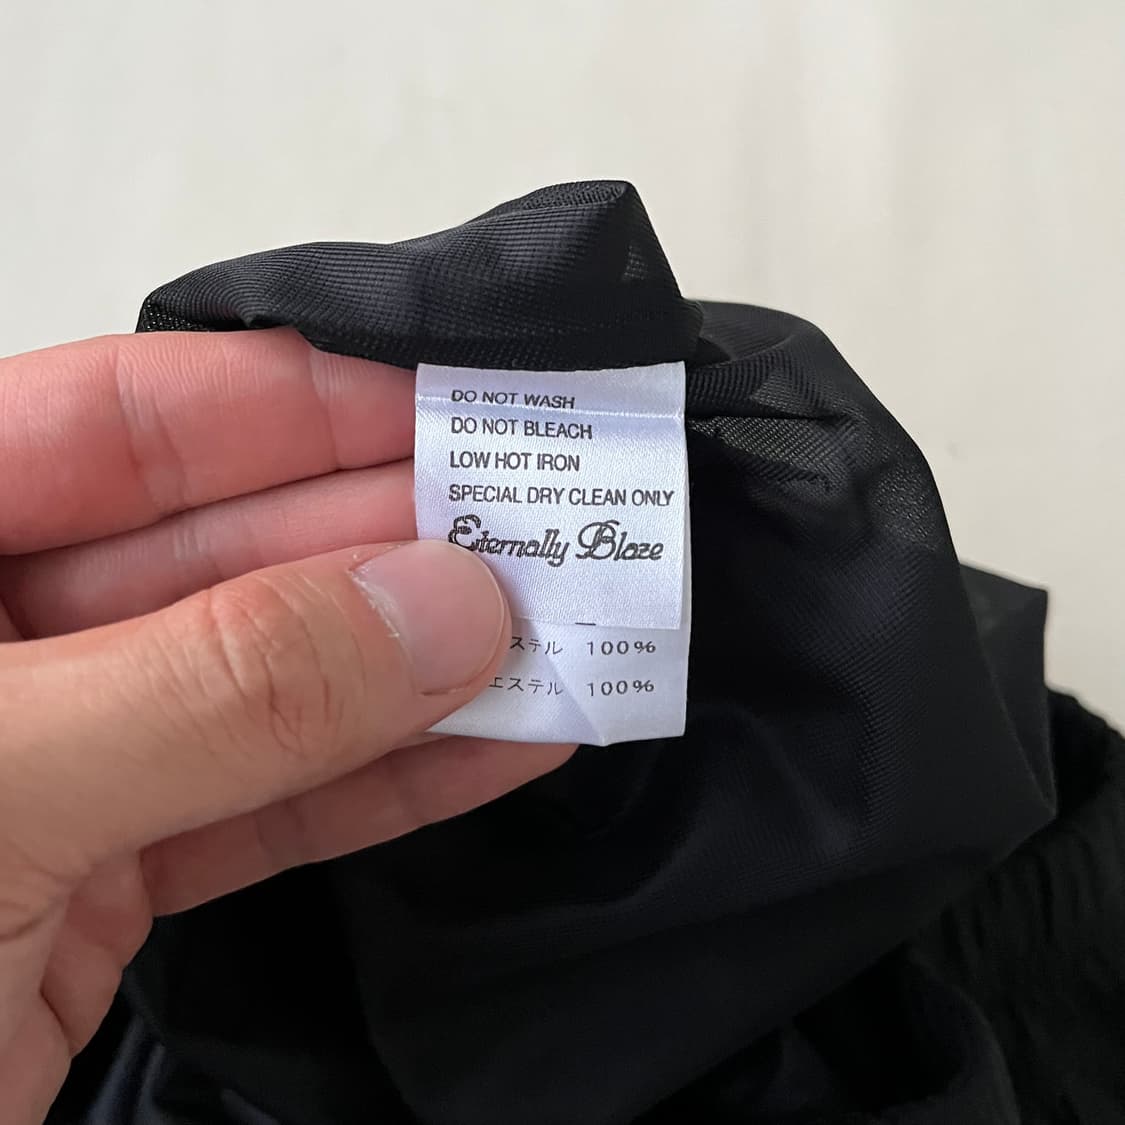 DO NOT WASH
DO NOT BLEACH
LOW HOT IRON
SPECIAL DRY CLEAN ONLY
Eternally Blaze
ステル 100%
エステル 100%